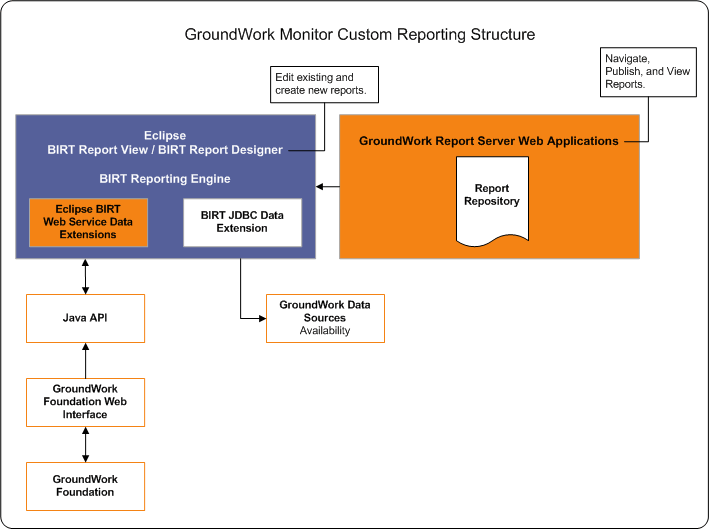 GroundWork Monitor Custom Reporting Structure
Edit existing and
create new reports.
Navigate,
Publish, and View
Reports.
Eclipse
BIRT Report View / BIRT Report Designer
BIRT Reporting Engine
Eclipse BIRT
Web Service Data
Extensions
BIRT JDBC Data
Extension
GroundWork Report Server Web Applications
Report
Repository
Java API
GroundWork Data
Sources
Availability
GroundWork
Foundation Web
Interface
GroundWork
Foundation